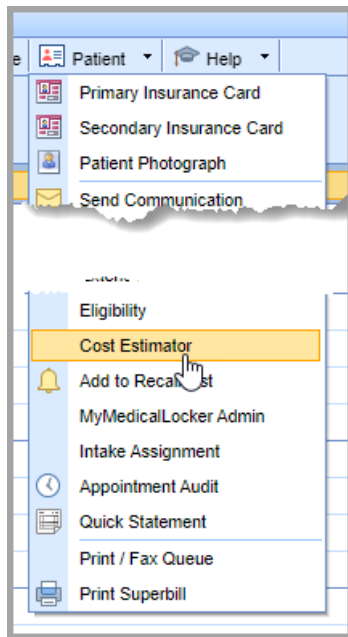 e Patient Help
Primary Insurance Card
Secondary Insurance Card
Patient Photograph
Send Communication
Eligibility
Cost Estimator
Add to Recall List
MyMedicalLocker Admin
Intake Assignment
Appointment Audit
Quick Statement
Print / Fax Queue
Print Superbill